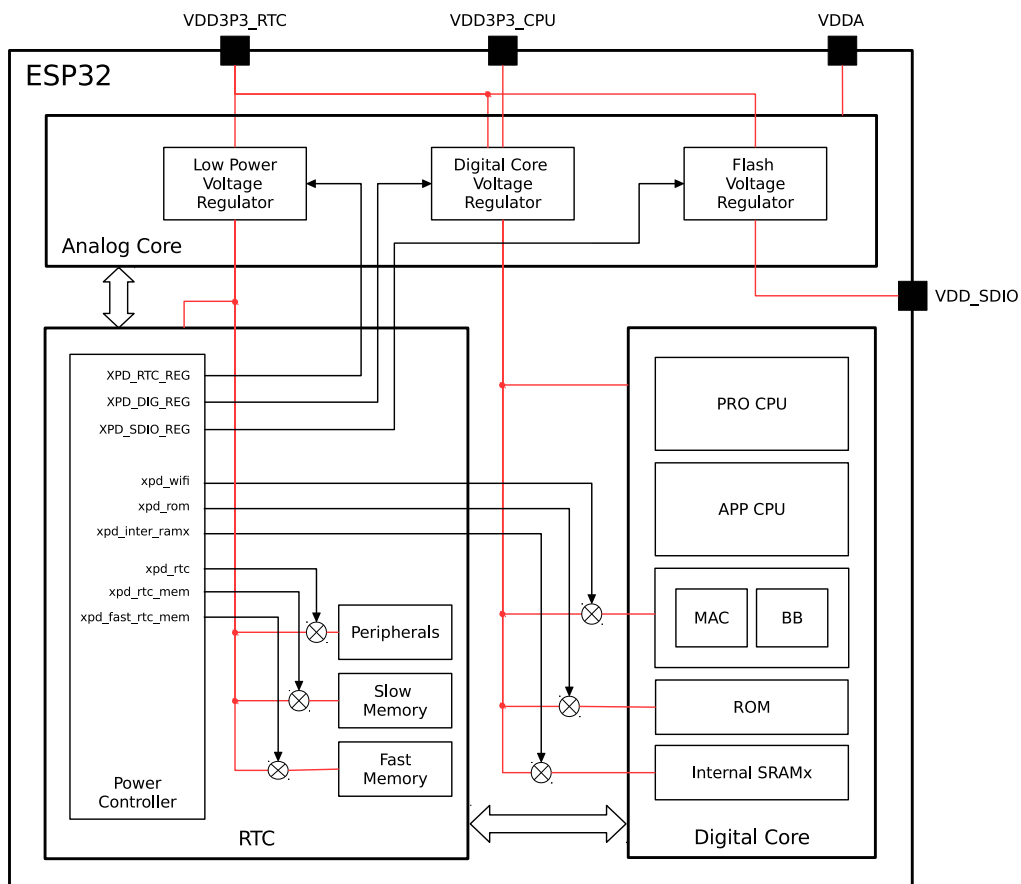 VDD3P3_RTC
VDD3P3_CPU
VDDA
ESP32
Low Power
Voltage
Regulator
Digital Core
Voltage
Regulator
Flash
Voltage
Regulator
Analog Core
VDD_SDIO
XPD_RTC_REG
XPD_DIG_REG
XPD_SDIO_REG
xpd_wifi
xpd_rom
xpd_inter_ramx
xpd_rtc
xpd_rtc_mem
xpd_fast_rtc_mem
Power
Controller
Peripherals
Slow
Memory
Fast
Memory
RTC
PRO CPU
APP CPU
MAC
BB
ROM
Internal SRAMx
Digital Core